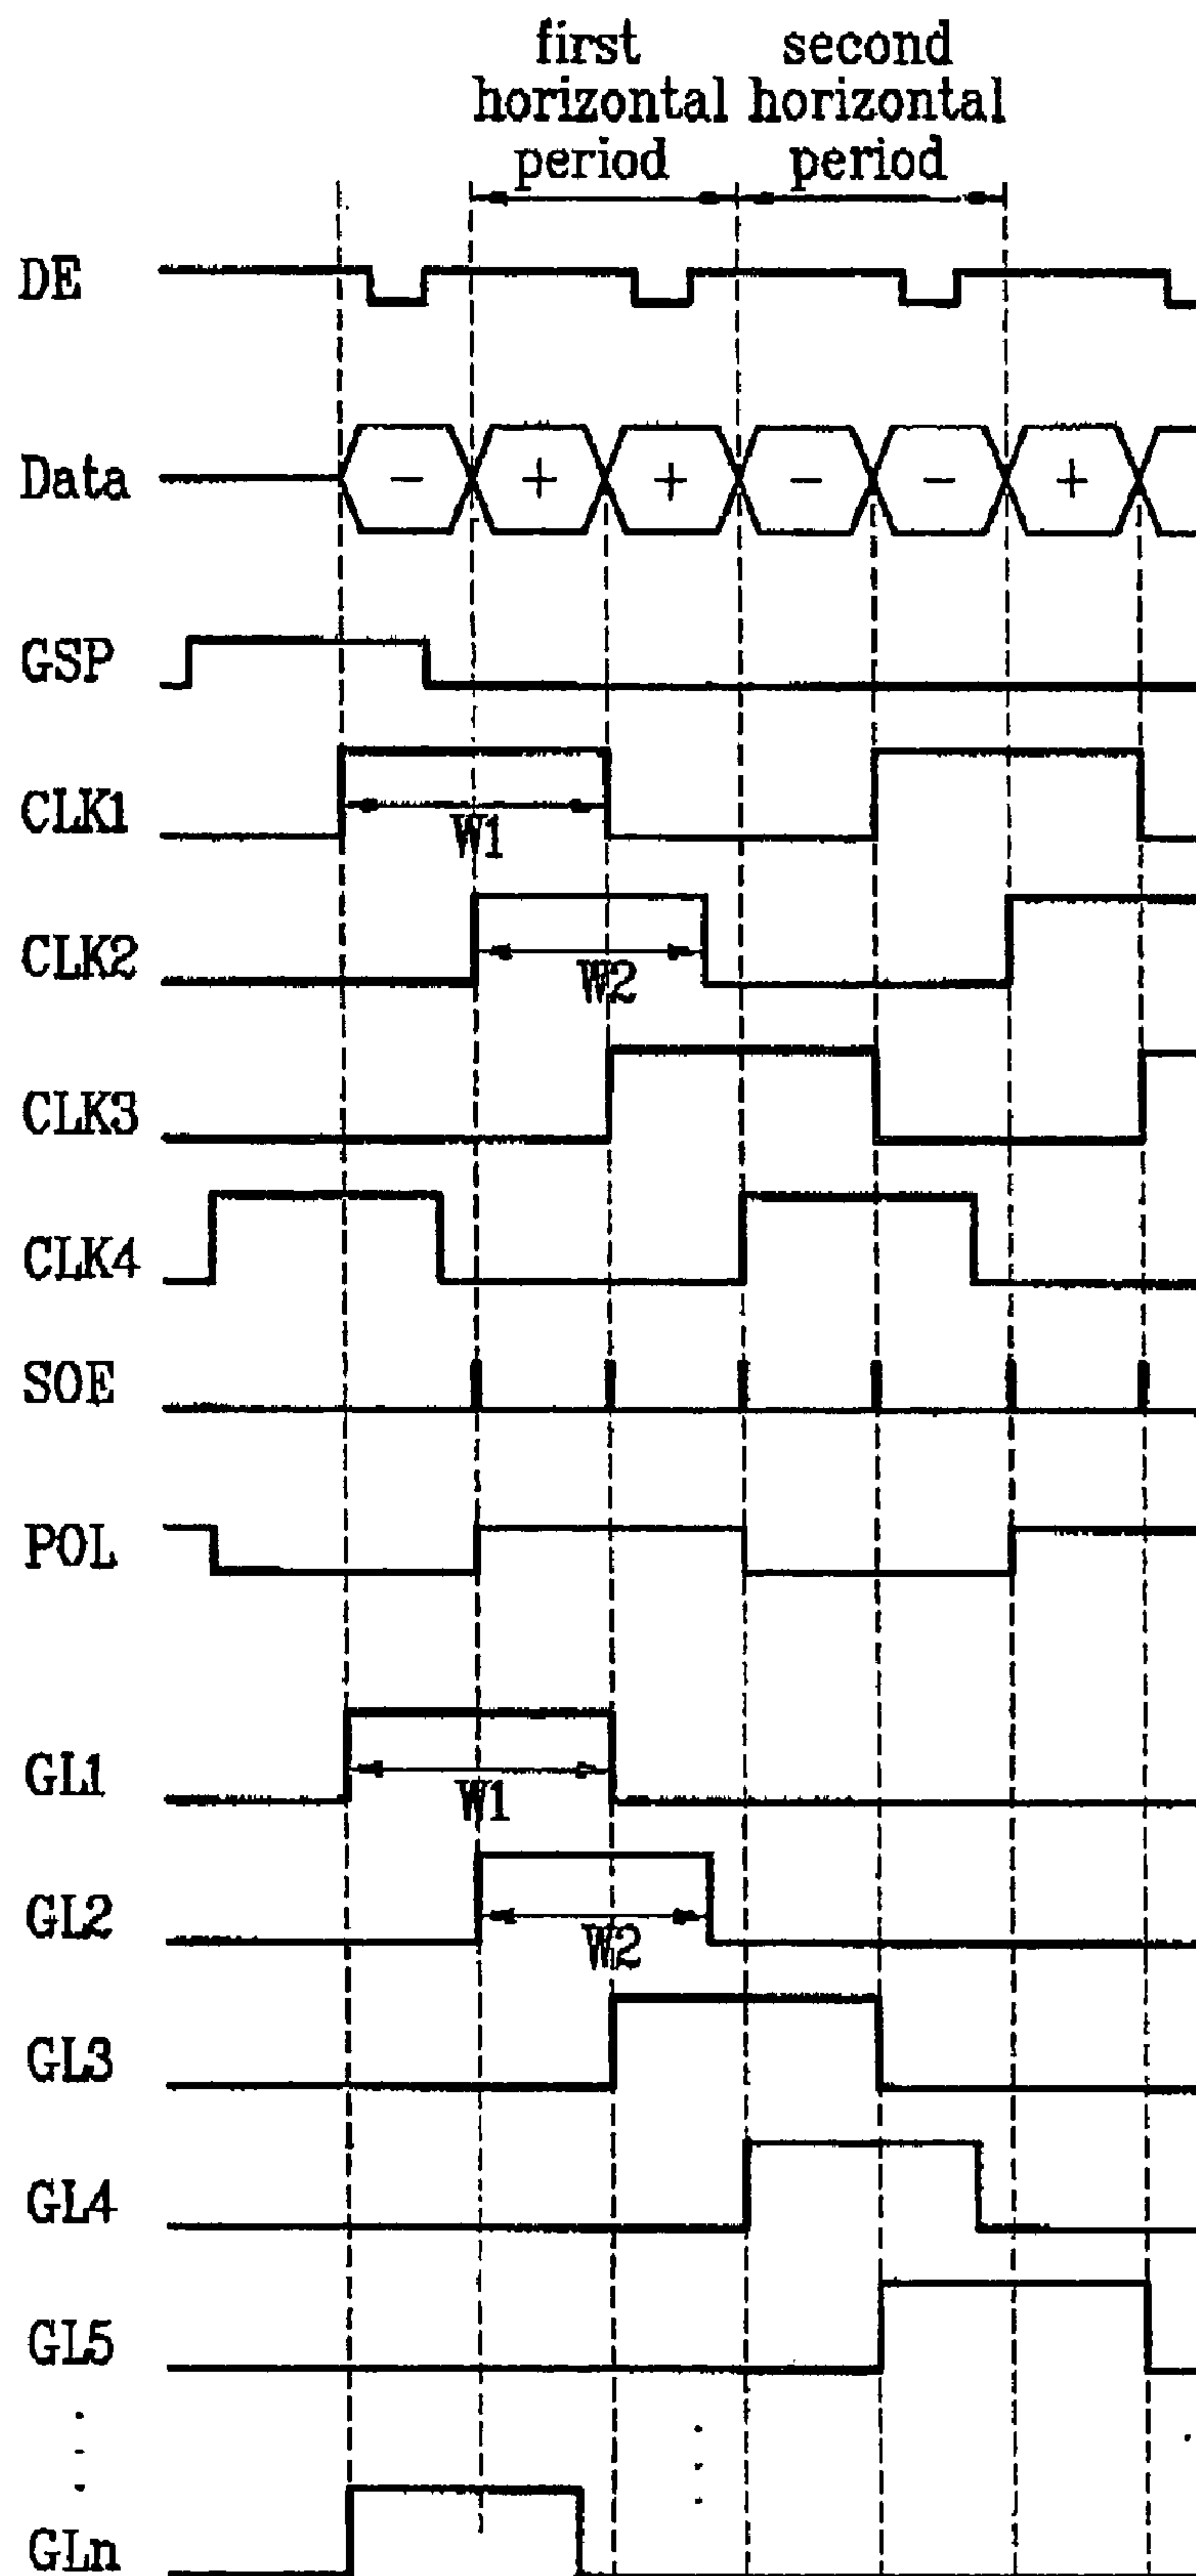 first
horizontal
period
second
horizontal
period
DE
Data
- + + - - +
GSP
CLK1
W1
CLK2
W2
CLK3
CLK4
SOE
POL
GL1
W1
GL2
W2
GL3
GL4
GL5
GLn